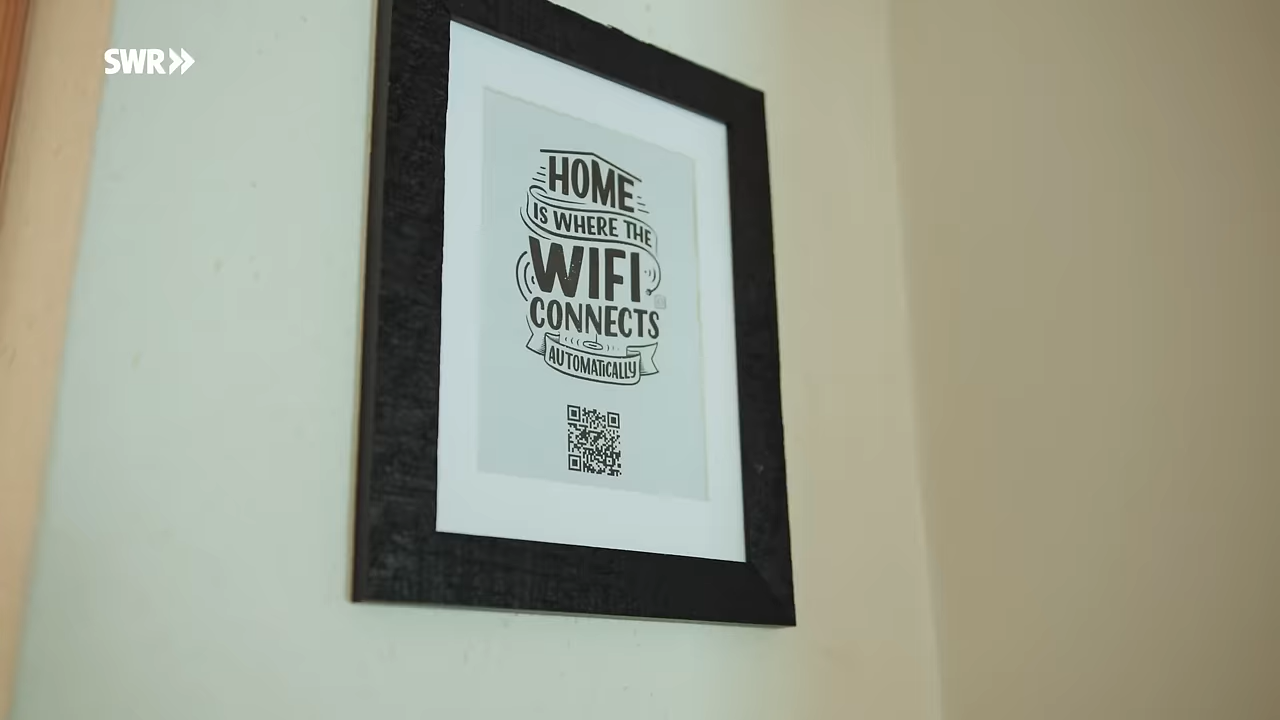 SWR
HOME
IS WHERE THE
WIFI
CONNECTS
AUTOMATICALLY